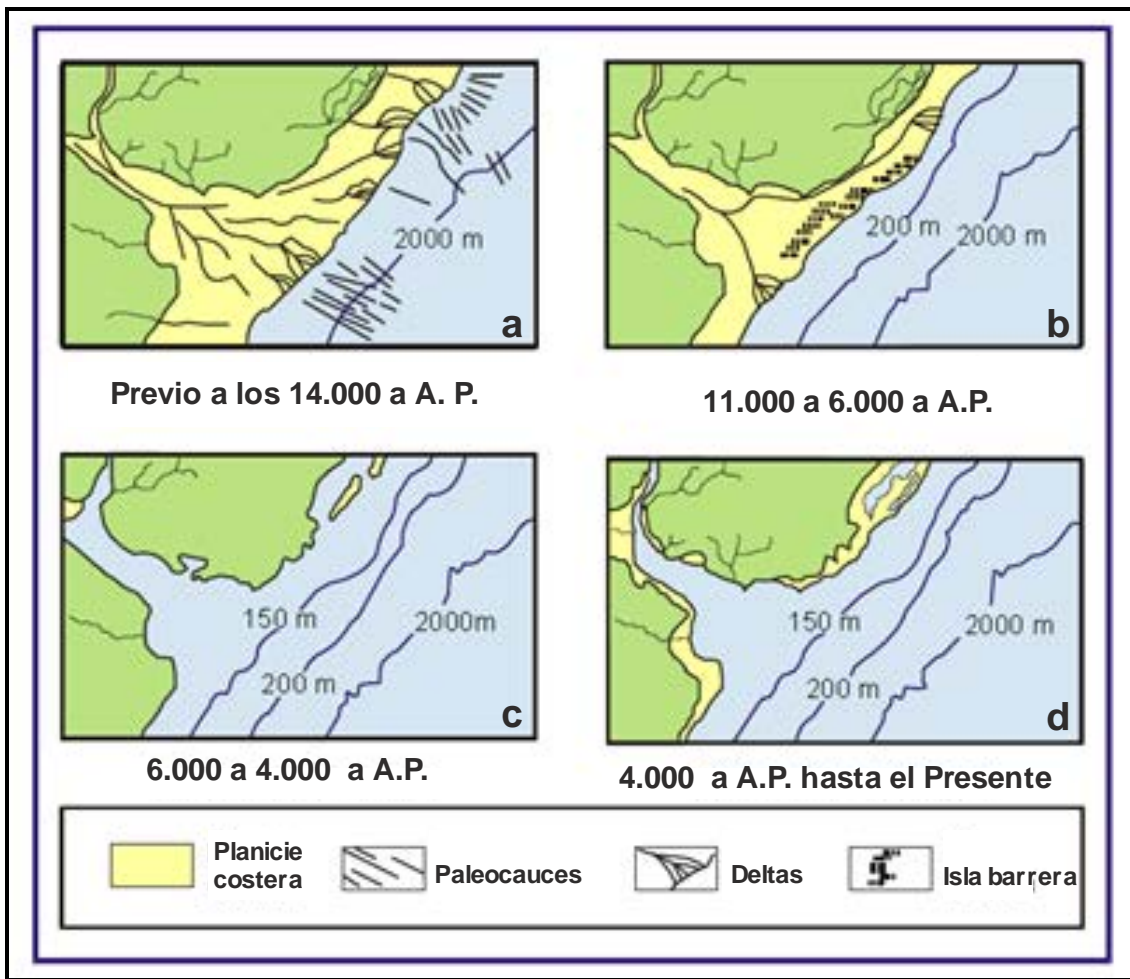 2000 m
a
Previo a los 14.000 a A. P.
200 m
2000 m
b
11.000 a 6.000 a A.P.
150 m
2000m
200 m
c
6.000 a 4.000 a A.P.
150 m
2000 m
200 m
d
4.000 a A.P. hasta el Presente
Planicie
costera
Paleocauces
Deltas
Isla barrera